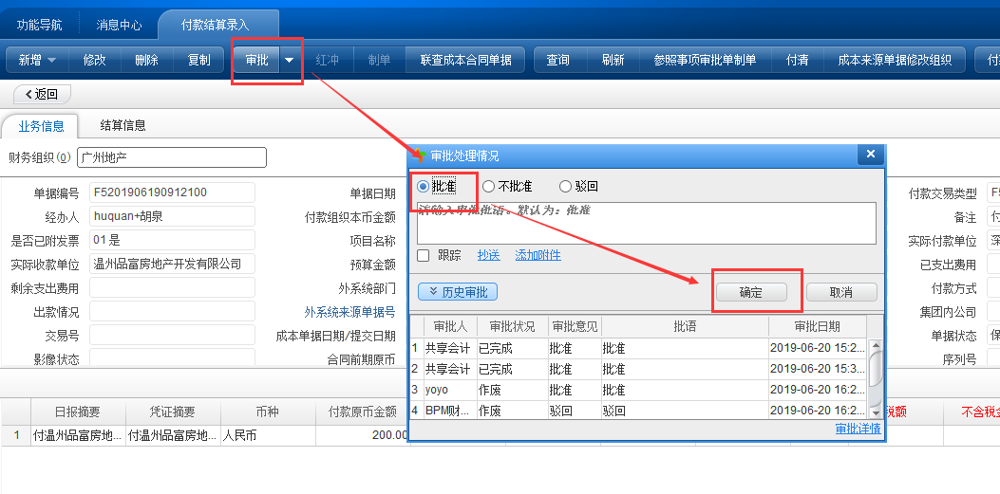 功能导航 消息中心 付款结算录入
新增 修改 删除 复制 审批 红冲 制单 联查成本合同单据 查询 刷新 参照事项审批单制单 付清 成本来源单据修改组织
返回
业务信息 结算信息
财务组织(O) 广州地产
单据编号 F5201906190912100 单据日期 付款交易类型
经办人 huquan+胡泉 付款组织本币金额 备注
是否已附发票 01 是 项目名称 实际付款单位
实际收款单位 温州品富房地产开发有限公司 预算金额 已支出费用
剩余支出费用 外系统部门 付款方式
出款情况 外系统来源单据号 集团内公司
交易号 成本单据日期/提交日期 单据状态
影像状态 合同前期原币 序列号
审批处理情况
批准 不批准 驳回
请输入审批批语。默认为：批准
跟踪 抄送 添加附件
历史审批 确定 取消
审批人 审批状况 审批意见 批语 审批日期
1 共享会计 已完成 批准 批准 2019-06-20 15:2...
2 共享会计 已完成 批准 批准 2019-06-20 15:3...
3 yoyo 作废 批准 批准 2019-06-20 16:2...
4 BPM财... 作废 驳回 驳回 2019-06-20 16:2...
审批详情
日报摘要 凭证摘要 币种 付款原币金额 税额 不含税金
1 付温州品富房地... 付温州品富房地... 人民币 200.00